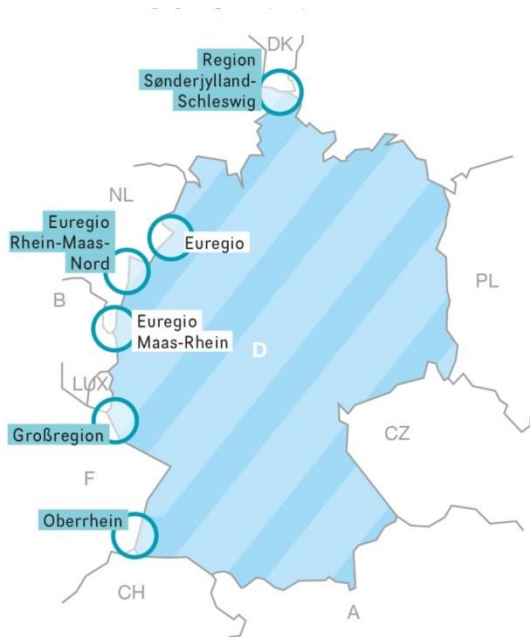 DK
Region
Sønderjylland-
Schleswig
NL
Euregio
Rhein-Maas-
Nord
Euregio
PL
B
Euregio
Maas-Rhein
D
LUX
Großregion
CZ
F
Oberrhein
CH
A